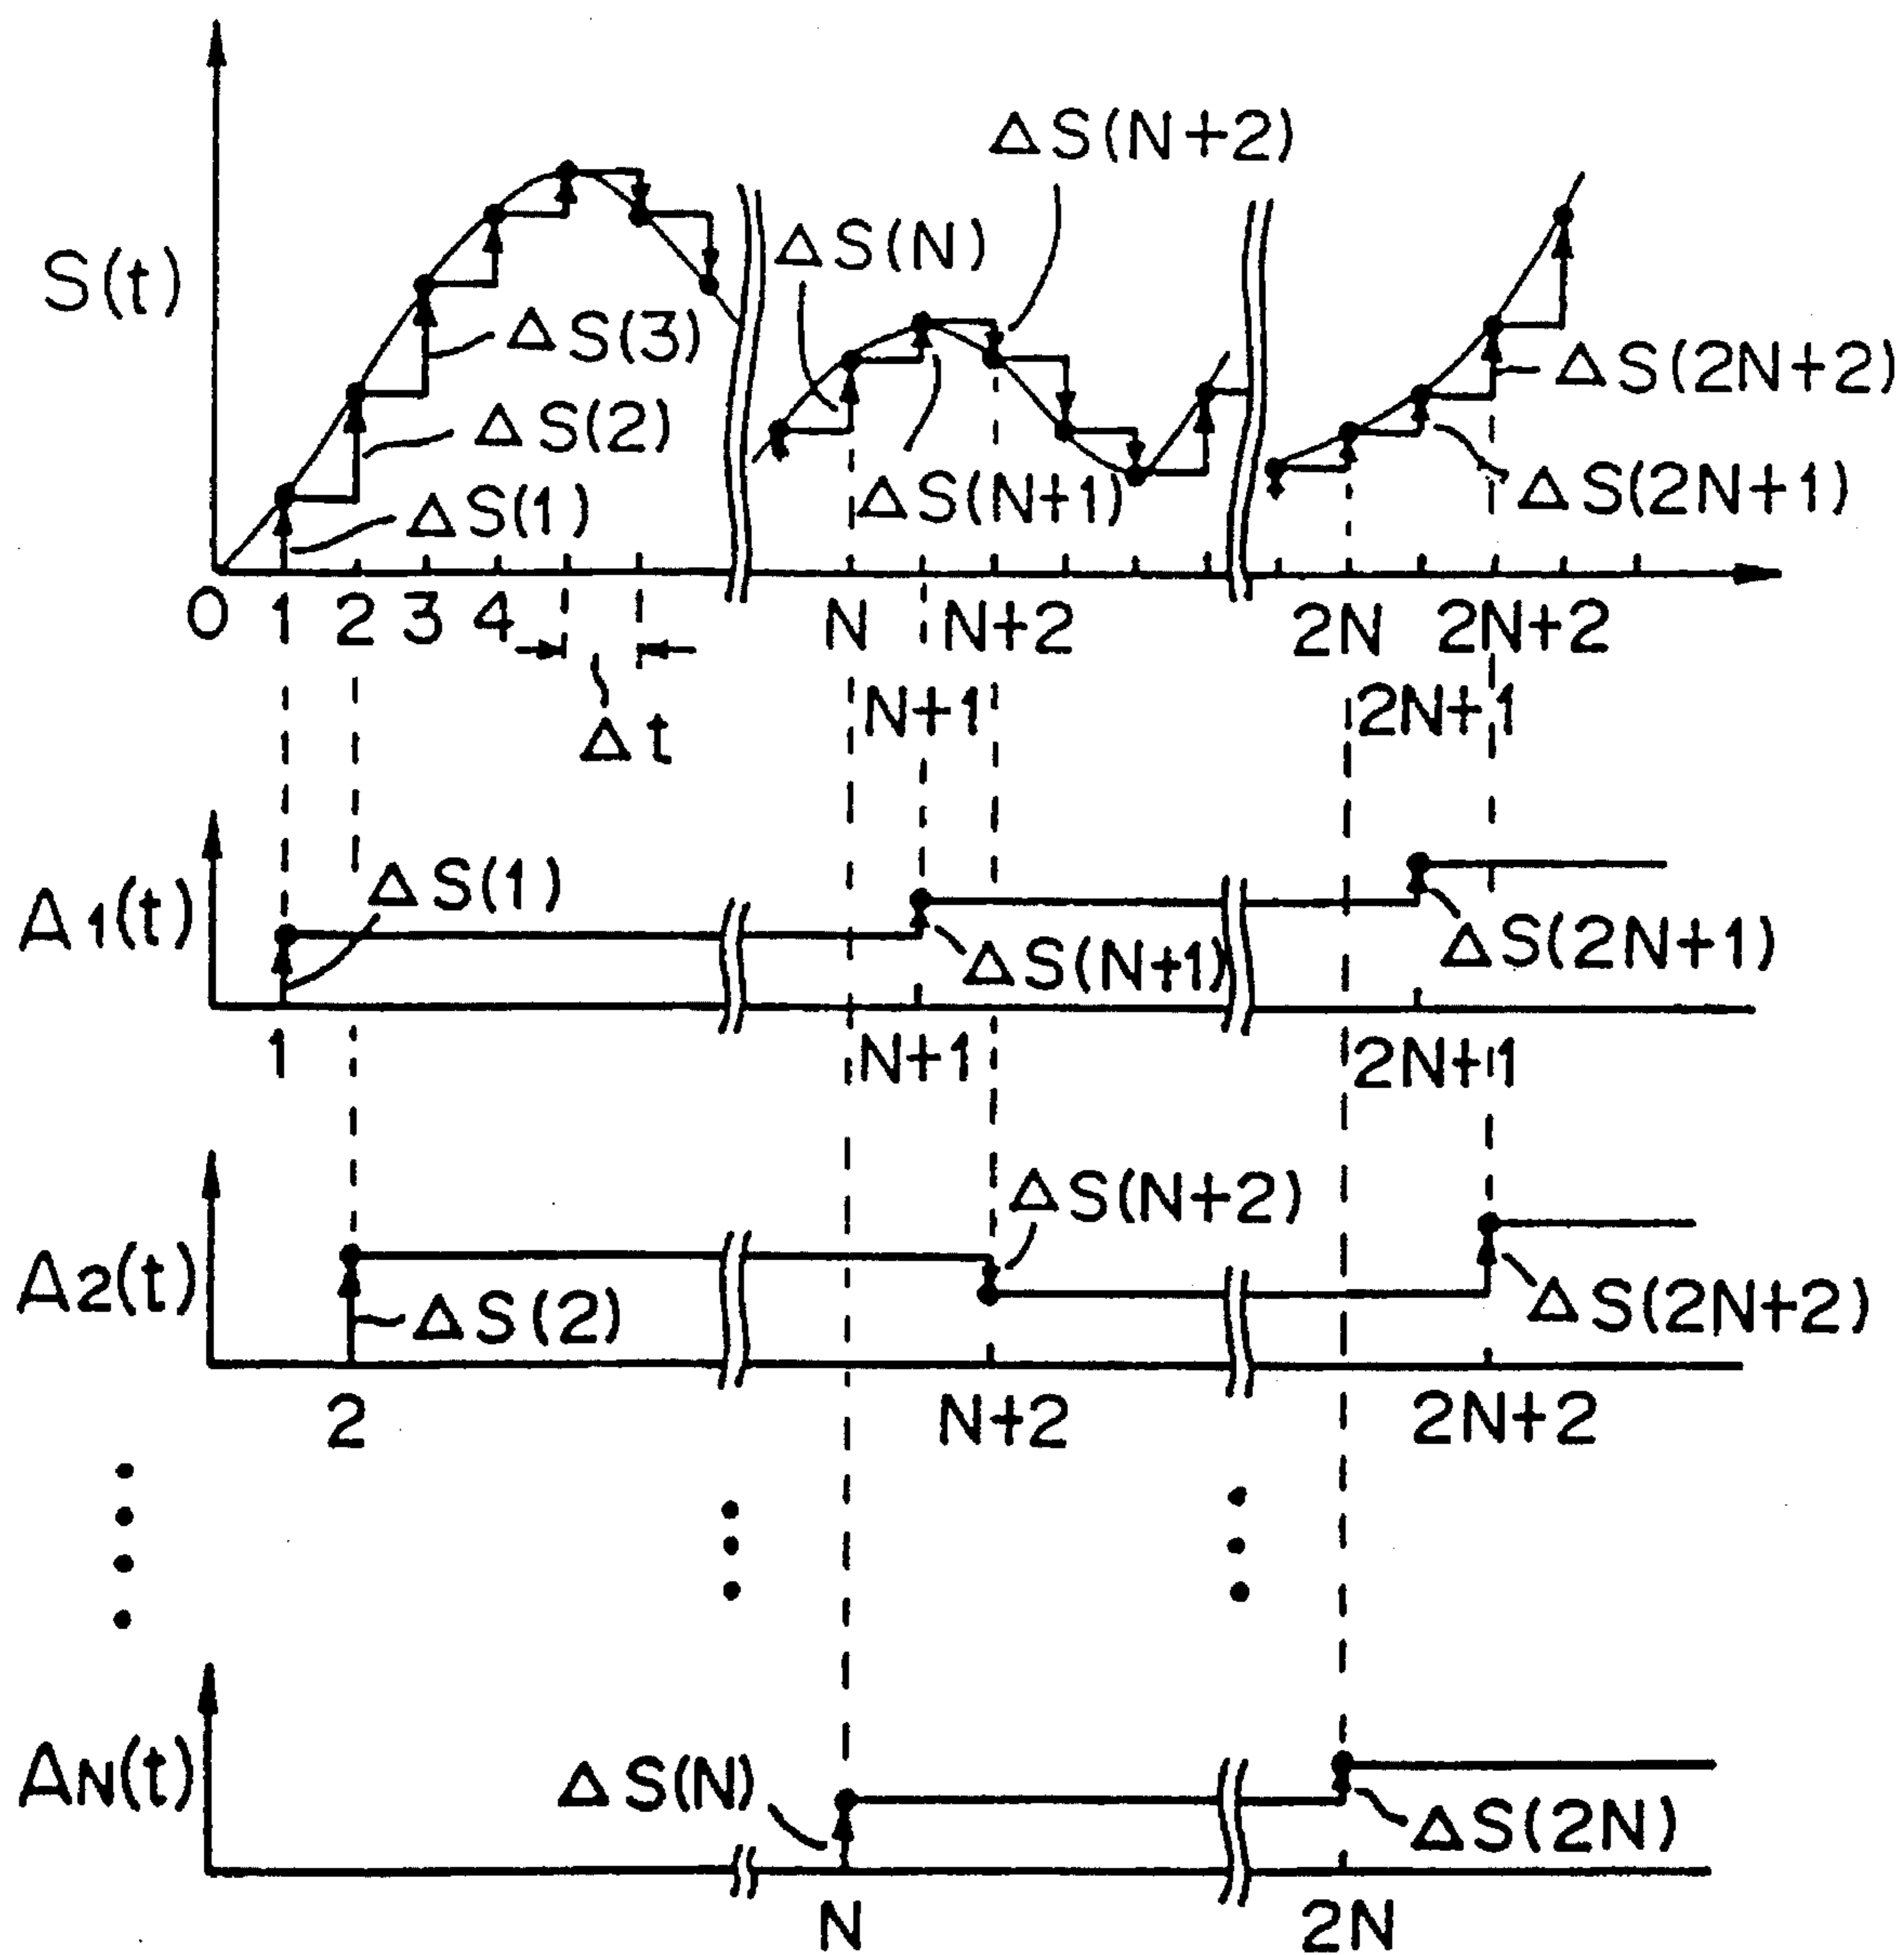 ΔS(N+2)
ΔS(N)
S(t)
ΔS(3)
ΔS(2N+2)
ΔS(2)
ΔS(1)
ΔS(N+1)
ΔS(2N+1)
0 1 2 3 4 N N+2 2N 2N+2
N+1 2N+1
Δt
ΔS(1)
A1(t)
ΔS(N+1)
ΔS(2N+1)
1 N+1 2N+1
ΔS(N+2)
A2(t)
ΔS(2)
ΔS(2N+2)
2 N+2 2N+2
AN(t)
ΔS(N)
ΔS(2N)
N 2N